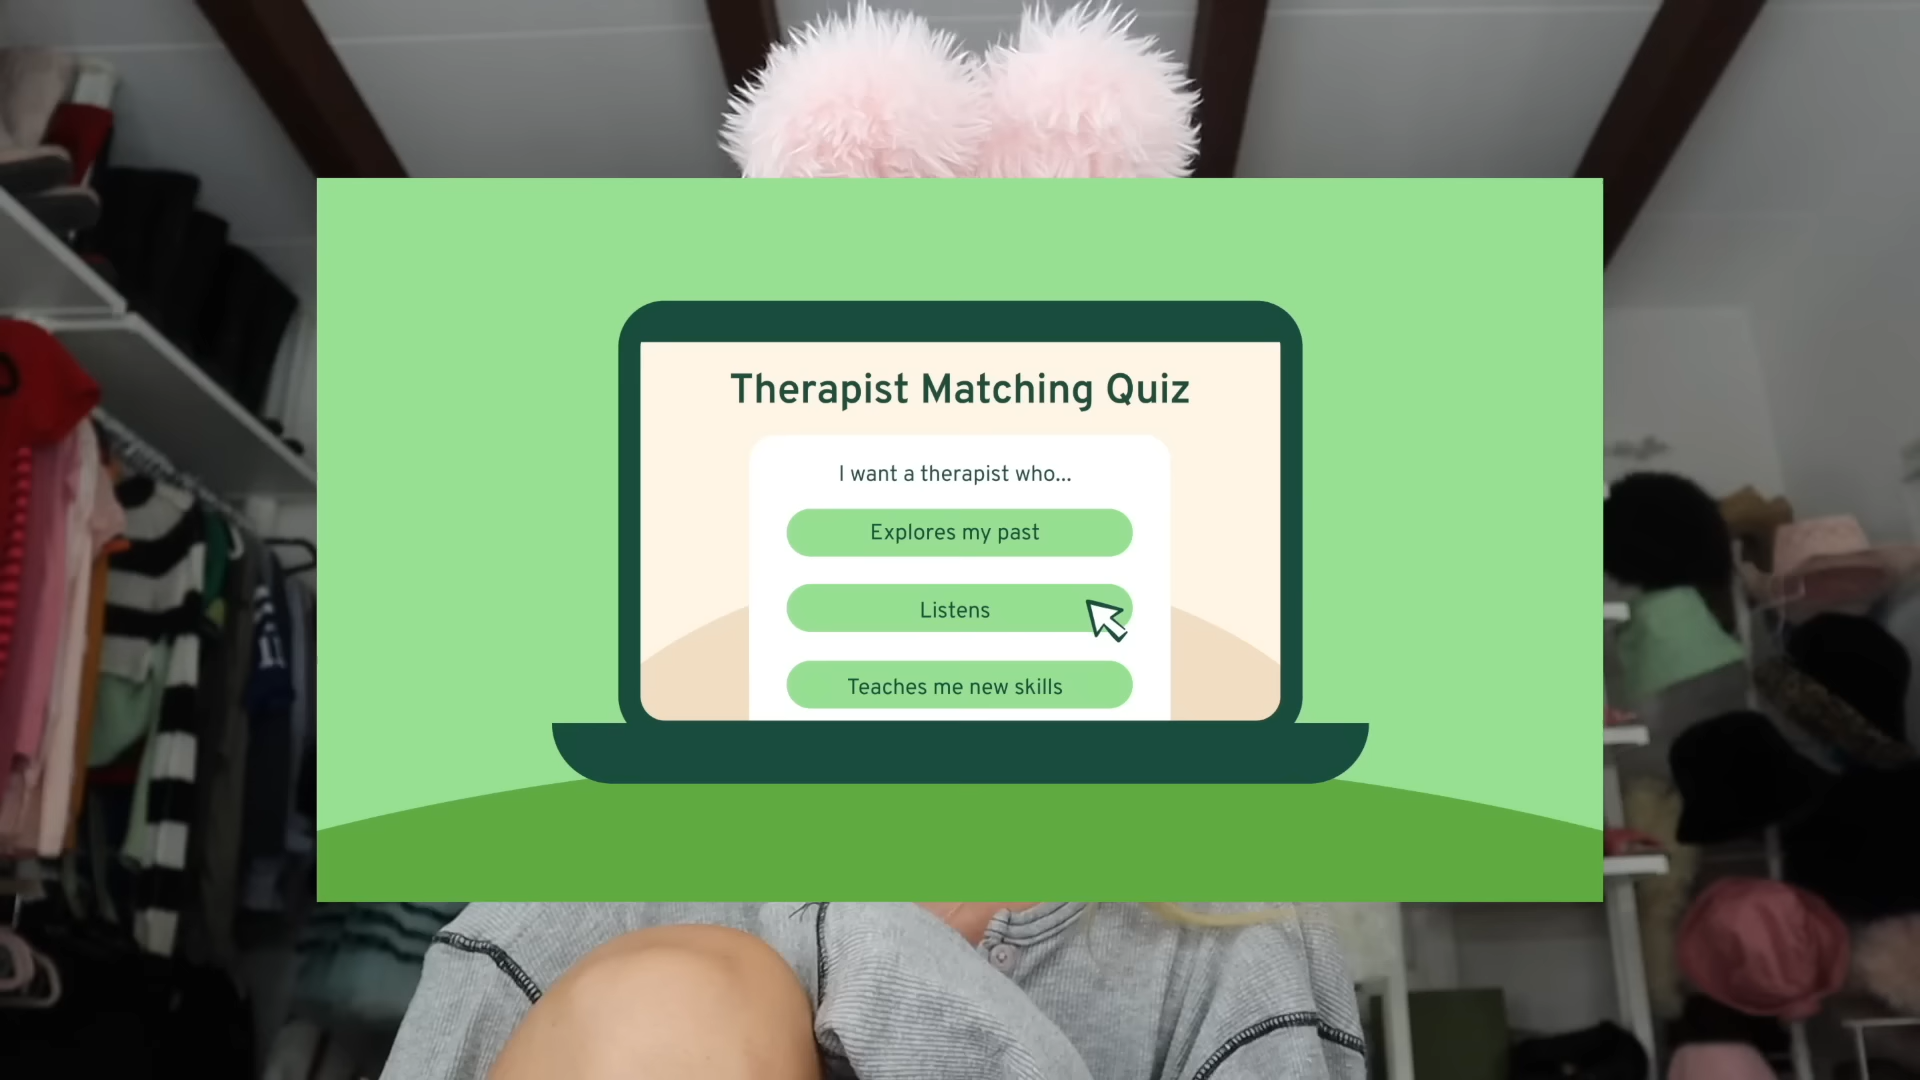 Therapist Matching Quiz
I want a therapist who...
Explores my past
Listens
Teaches me new skills